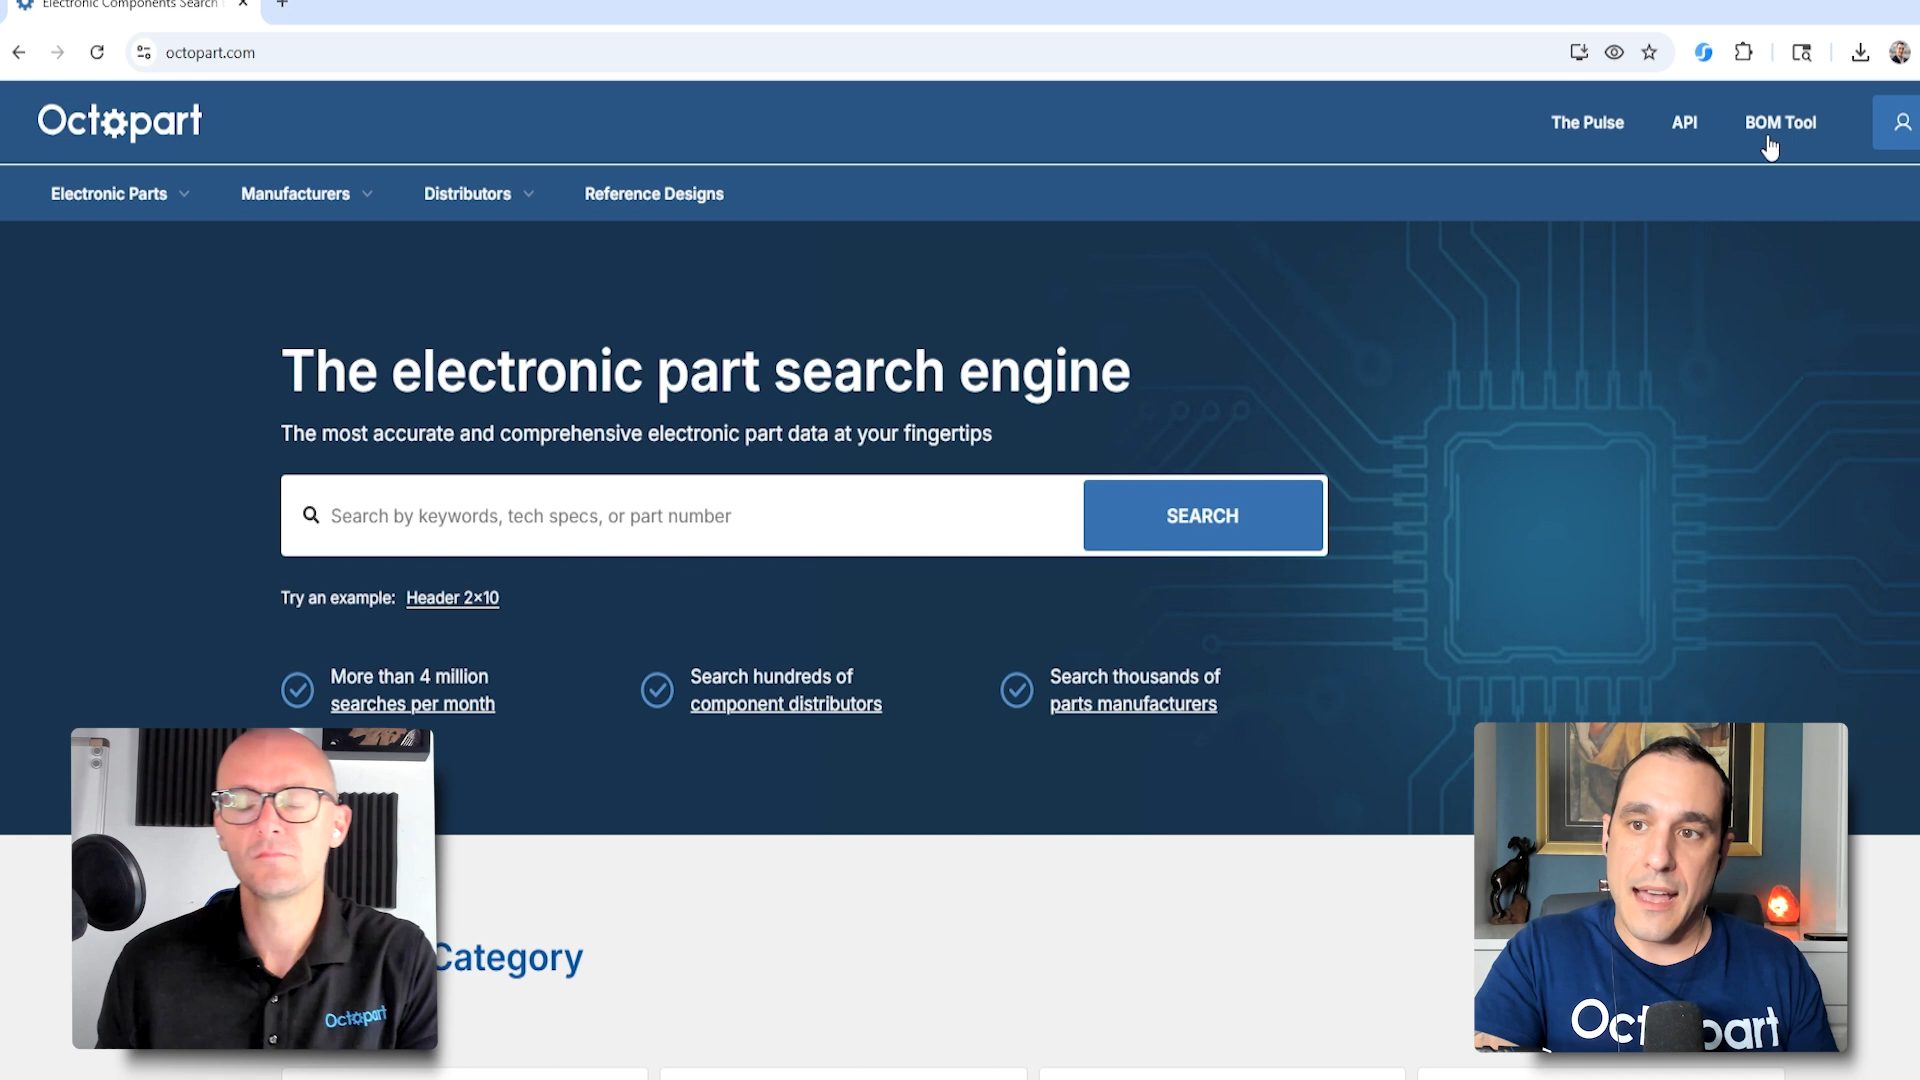 Electronic Components Search
octopart.com
Octopart
The Pulse
API
BOM Tool
Electronic Parts
Manufacturers
Distributors
Reference Designs
The electronic part search engine
The most accurate and comprehensive electronic part data at your fingertips
Search by keywords, tech specs, or part number
SEARCH
Try an example: Header 2×10
More than 4 million
searches per month
Search hundreds of
component distributors
Search thousands of
parts manufacturers
Category
Octopart
Oct part